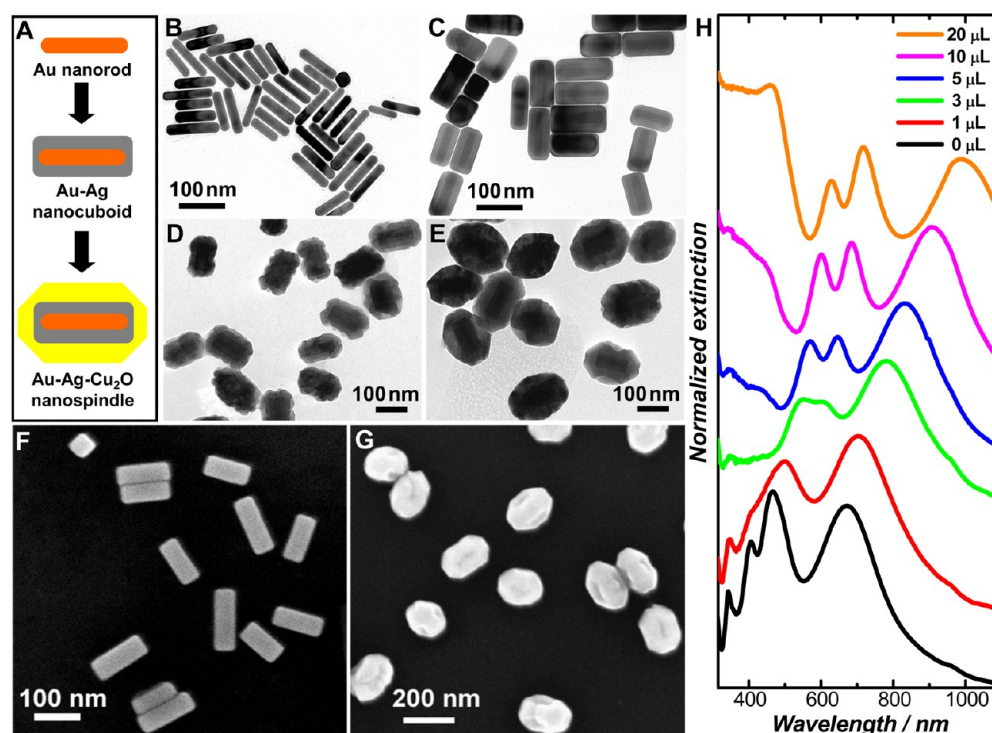 A
Au nanorod
Au-Ag
nanocuboid
Au-Ag-Cu₂O
nanospindle
B
100 nm
C
100 nm
D
100 nm
E
100 nm
F
100 nm
G
200 nm
H
20 μL
10 μL
5 μL
3 μL
1 μL
0 μL
Normalized extinction
400 600 800 1000
Wavelength / nm